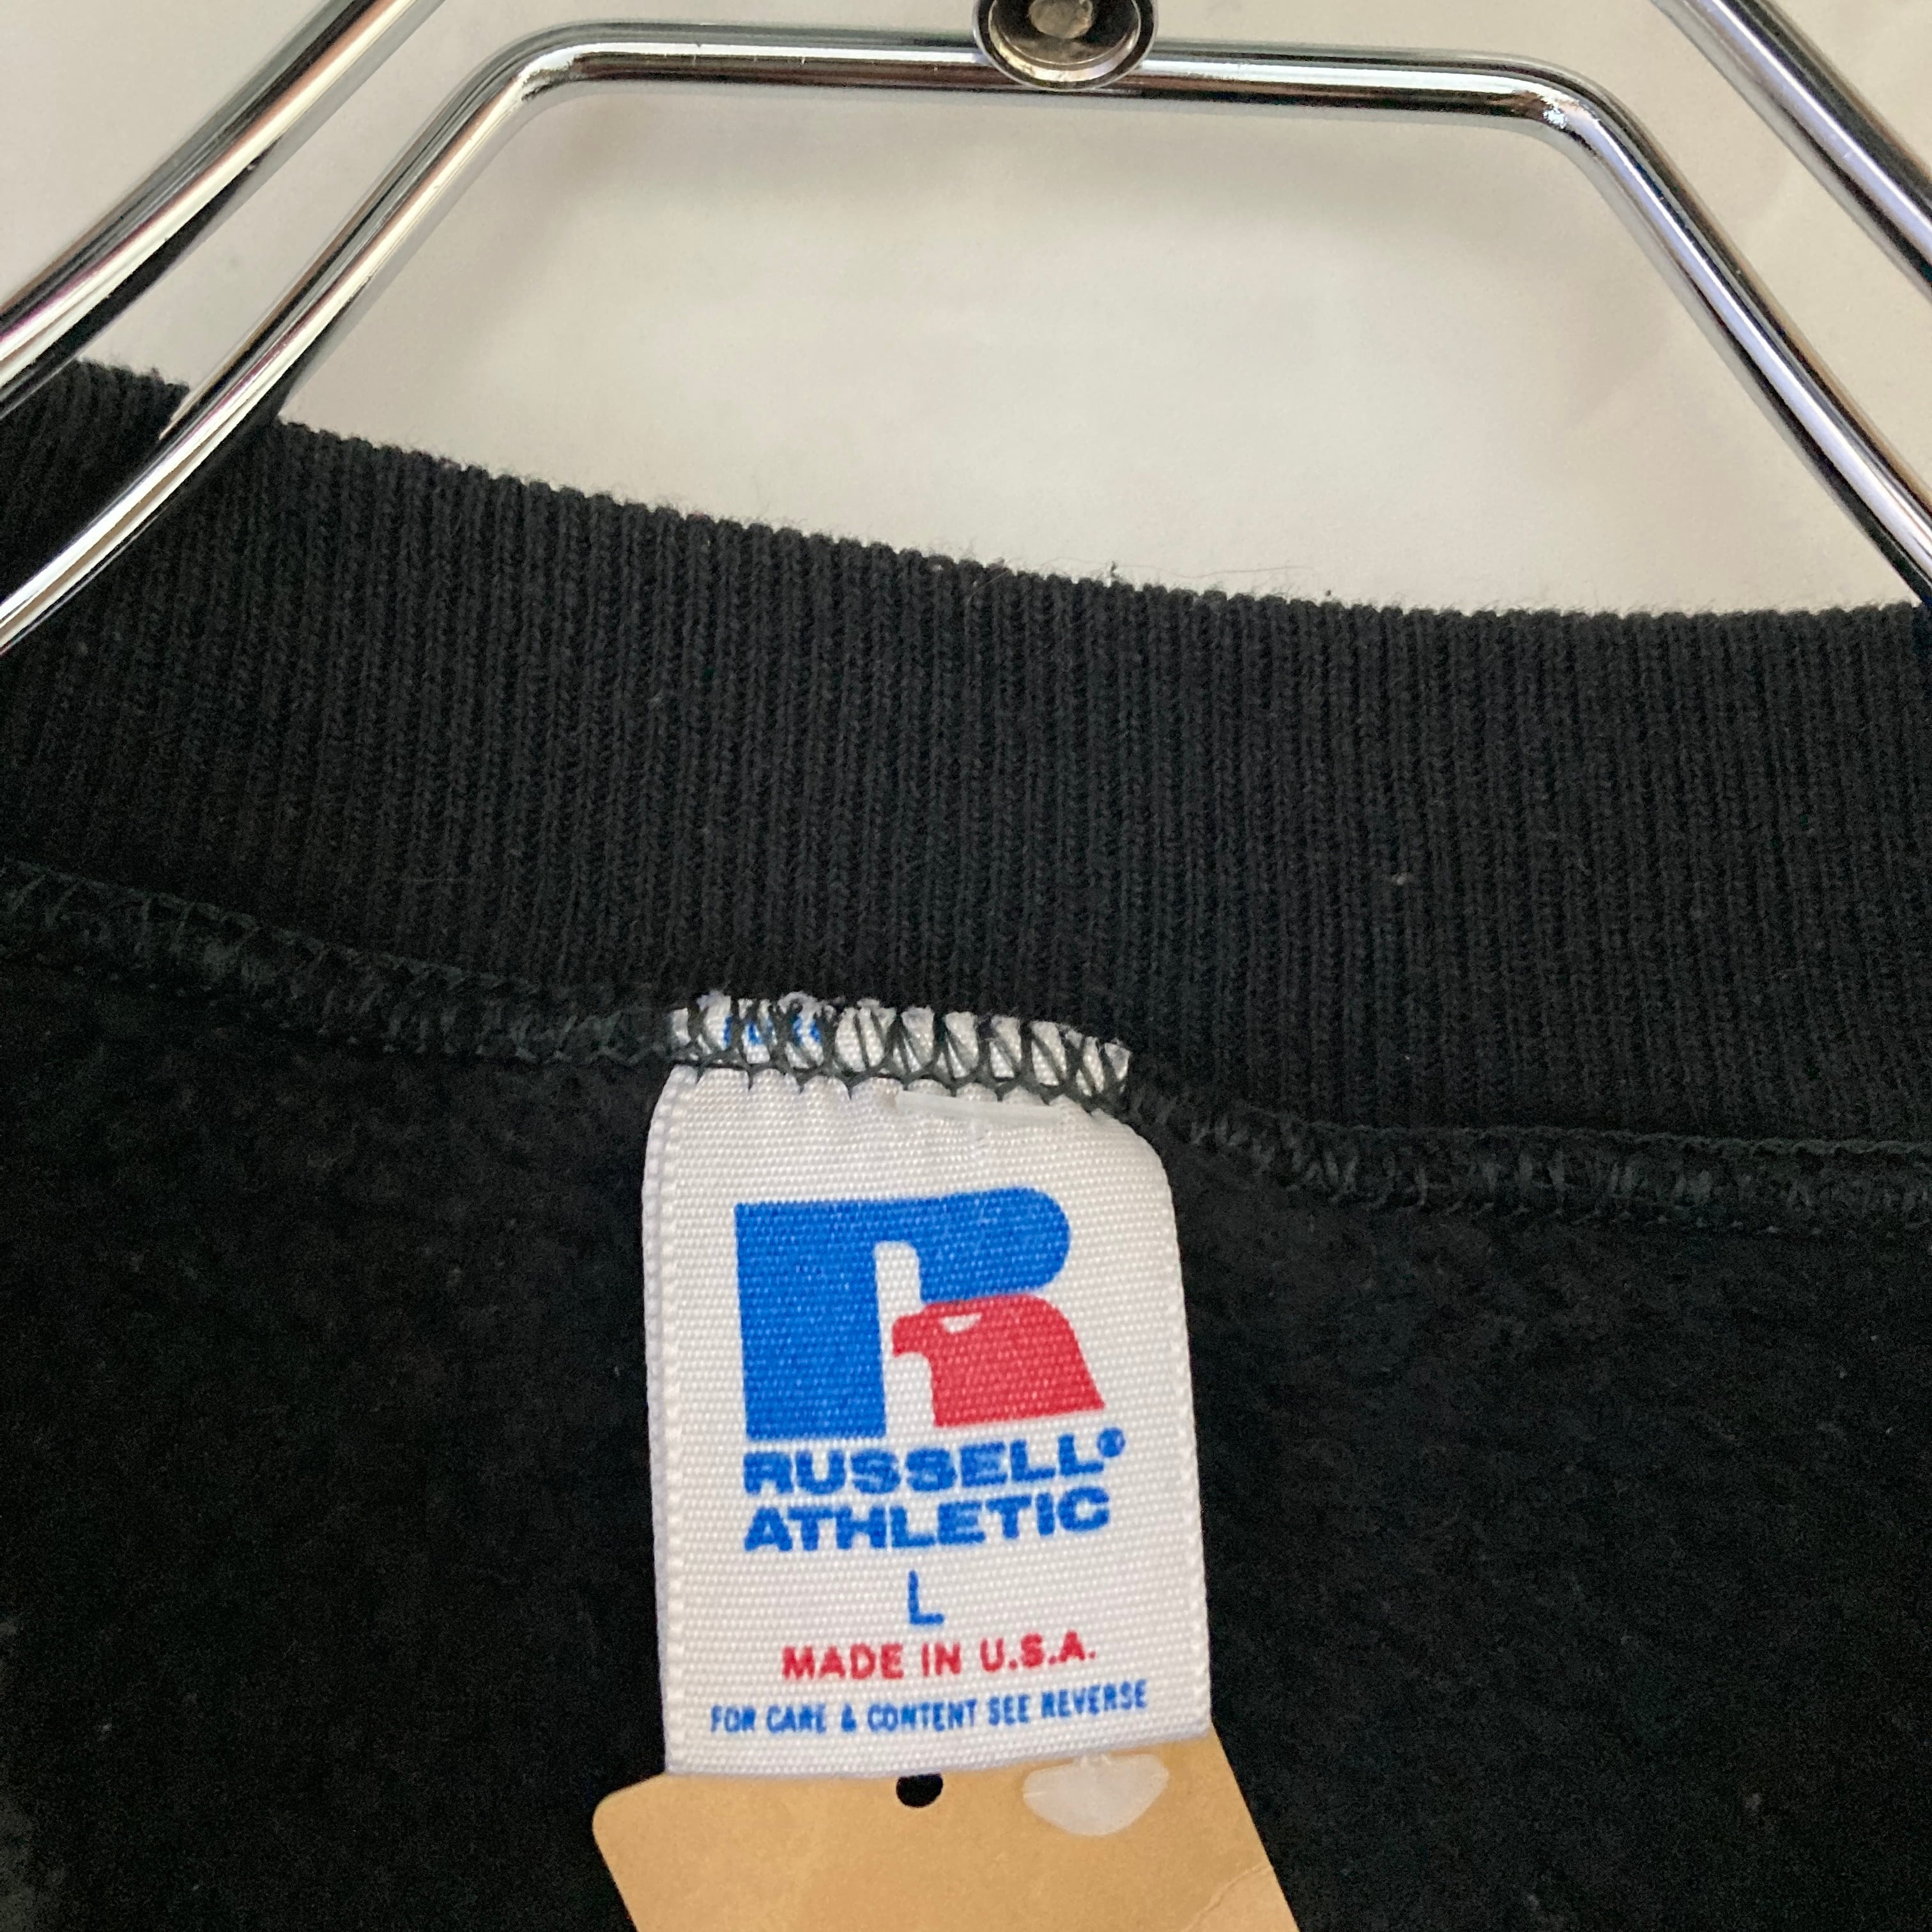 R
RUSSELL®
ATHLETIC
L
MADE IN U.S.A.
FOR CARE & CONTENT SEE REVERSE